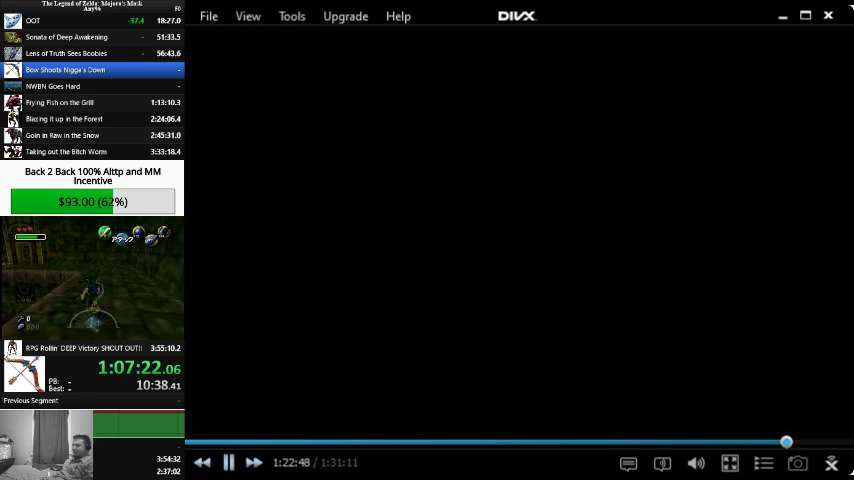 The Legend of Zelda: Majora's Mask
Any% 50
OOT -37.4 18:27.0
Sonata of Deep Awakening - 51:33.5
Lens of Truth Sees Boobies - 56:43.6
Bow Shoots Nigga's Down -
NWBN Goes Hard -
Frying Fish on the Grill 1:13:10.3
Blazing it up in the Forest 2:24:06.4
Goin in Raw in the Snow 2:45:31.0
Taking out the Bitch Worm 3:33:18.4
Back 2 Back 100% Alttp and MM
Incentive
$93.00 (62%)
0
RPG Rollin' DEEP Victory SHOUT OUT!! 3:55:10.2
1:07:22.06
PB: -
Best: -
10:38.41
Previous Segment -
-
3:54:32
2:37:02
File View Tools Upgrade Help
DIVX
1:22:48 / 1:31:11